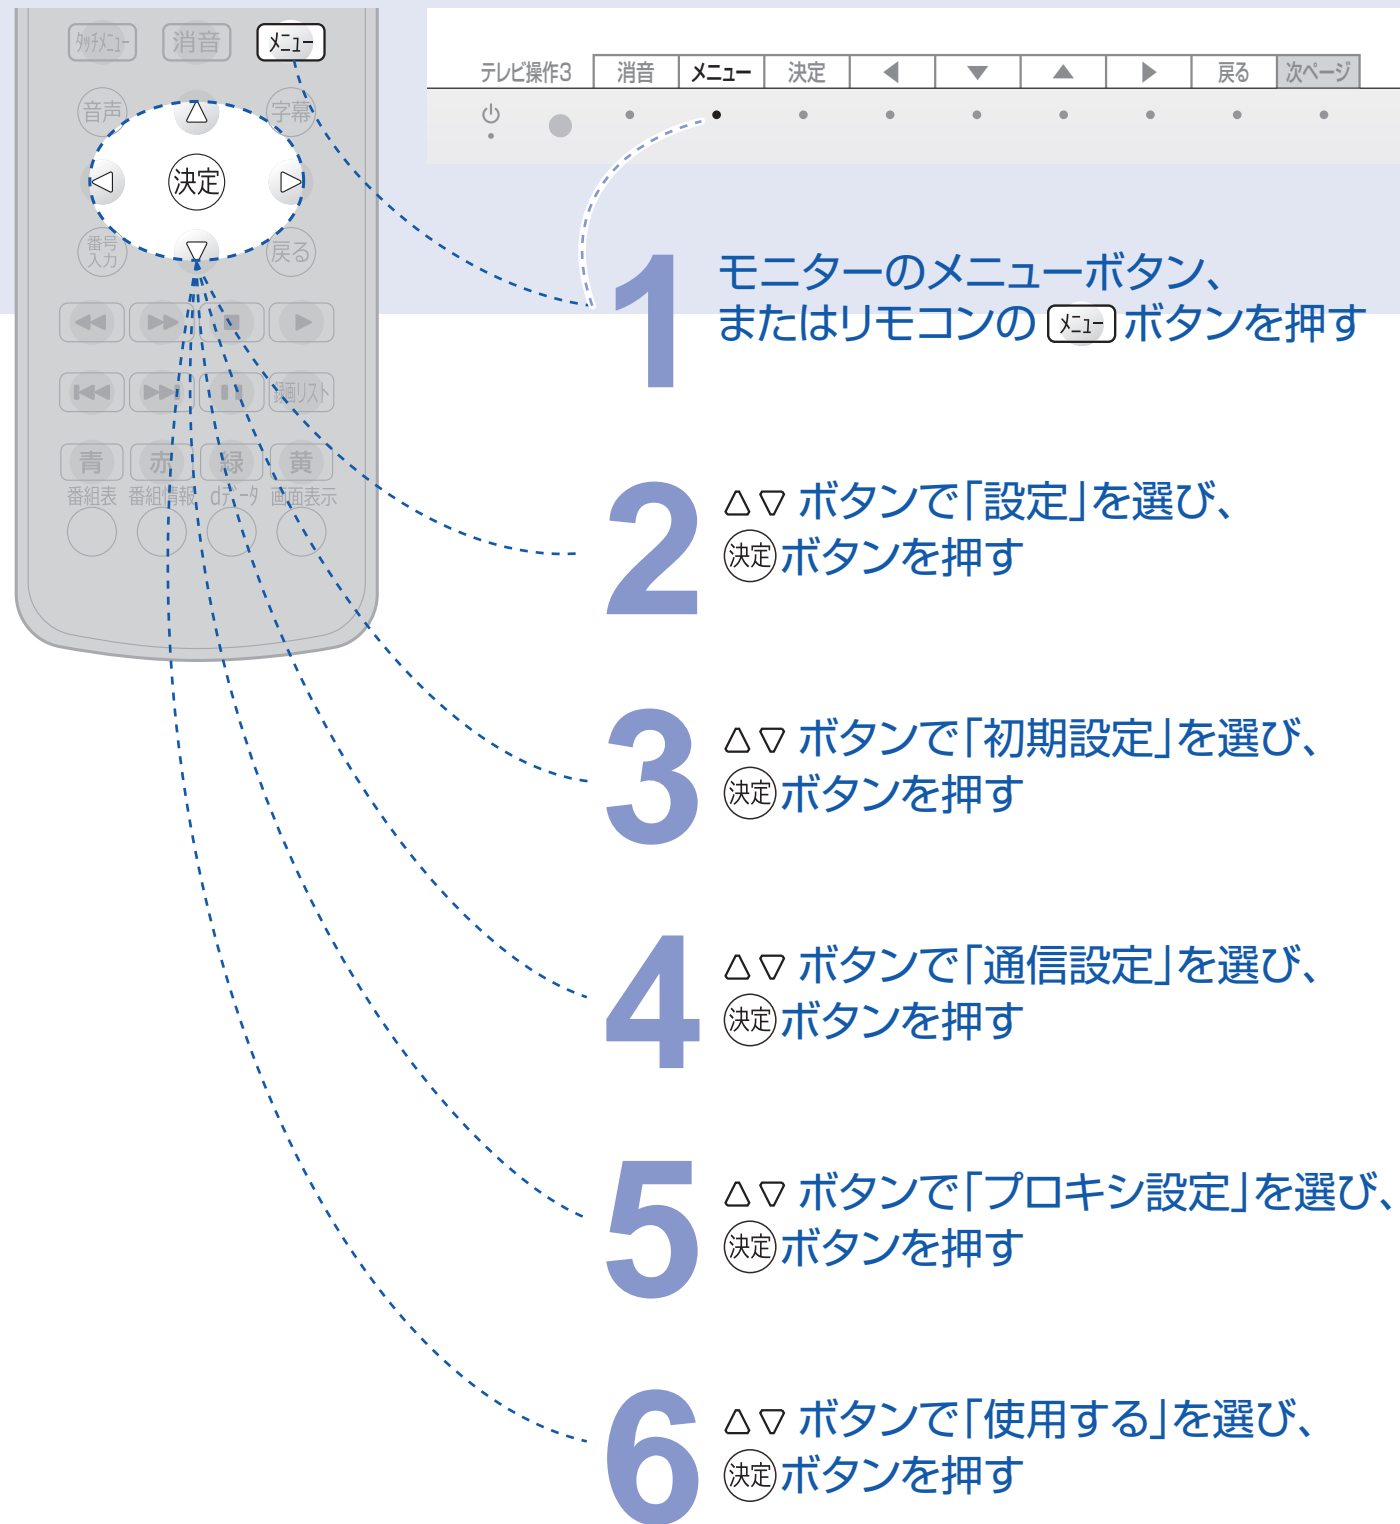 タッチメニュー 消音 メニュー
音声 字幕
決定
番号
入力
戻る
録画リスト
青 赤 緑 黄
番組表 番組情報 dデータ 画面表示
テレビ操作3 消音 メニュー 決定 ◀ ▼ ▲ ▶ 戻る 次ページ
1 モニターのメニューボタン、
またはリモコンの メニュー ボタンを押す
2 △▽ ボタンで「設定」を選び、
決定 ボタンを押す
3 △▽ ボタンで「初期設定」を選び、
決定 ボタンを押す
4 △▽ ボタンで「通信設定」を選び、
決定 ボタンを押す
5 △▽ ボタンで「プロキシ設定」を選び、
決定 ボタンを押す
6 △▽ ボタンで「使用する」を選び、
決定 ボタンを押す